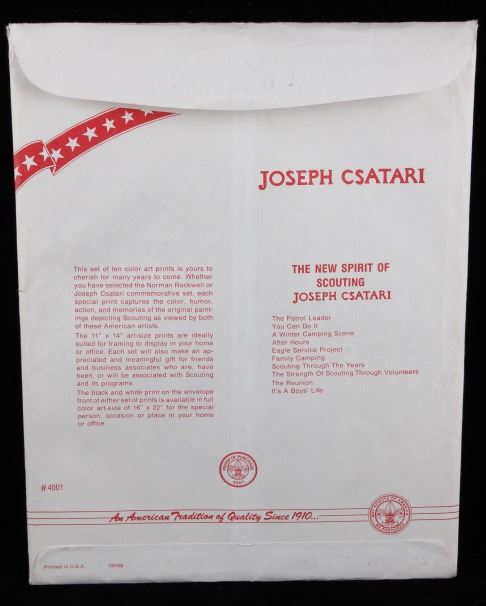 JOSEPH CSATARI
This set of ten color art prints is yours to
cherish for many years to come. Whether
you have selected the Norman Rockwell or
Joseph Csatari commemorative set, each
special print captures the color, humor,
action, and memories of the original paint-
ings depicting Scouting as viewed by both
of these American artists.
The 11" x 14" art-size prints are ideally
suited for framing to display in your home
or office. Each set will also make an ap-
preciated and meaningful gift for friends
and business associates who are, have
been, or will be associated with Scouting
and its programs.
The black and white print on the envelope
front of either set of prints is available in full
color art-size of 16" x 22" for the special
person, occasion or place in your home
or office.
THE NEW SPIRIT OF
SCOUTING
JOSEPH CSATARI
The Patrol Leader
You Can Do It
A Winter Camping Scene
After Hours
Eagle Service Project
Family Camping
Scouting Through The Years
The Strength Of Scouting Through Volunteers
The Reunion
It's A Boys' Life
PROOF OF PURCHASE
4001
#4001
An American Tradition of Quality Since 1910...
BOY SCOUTS OF AMERICA
Printed in U.S.A.